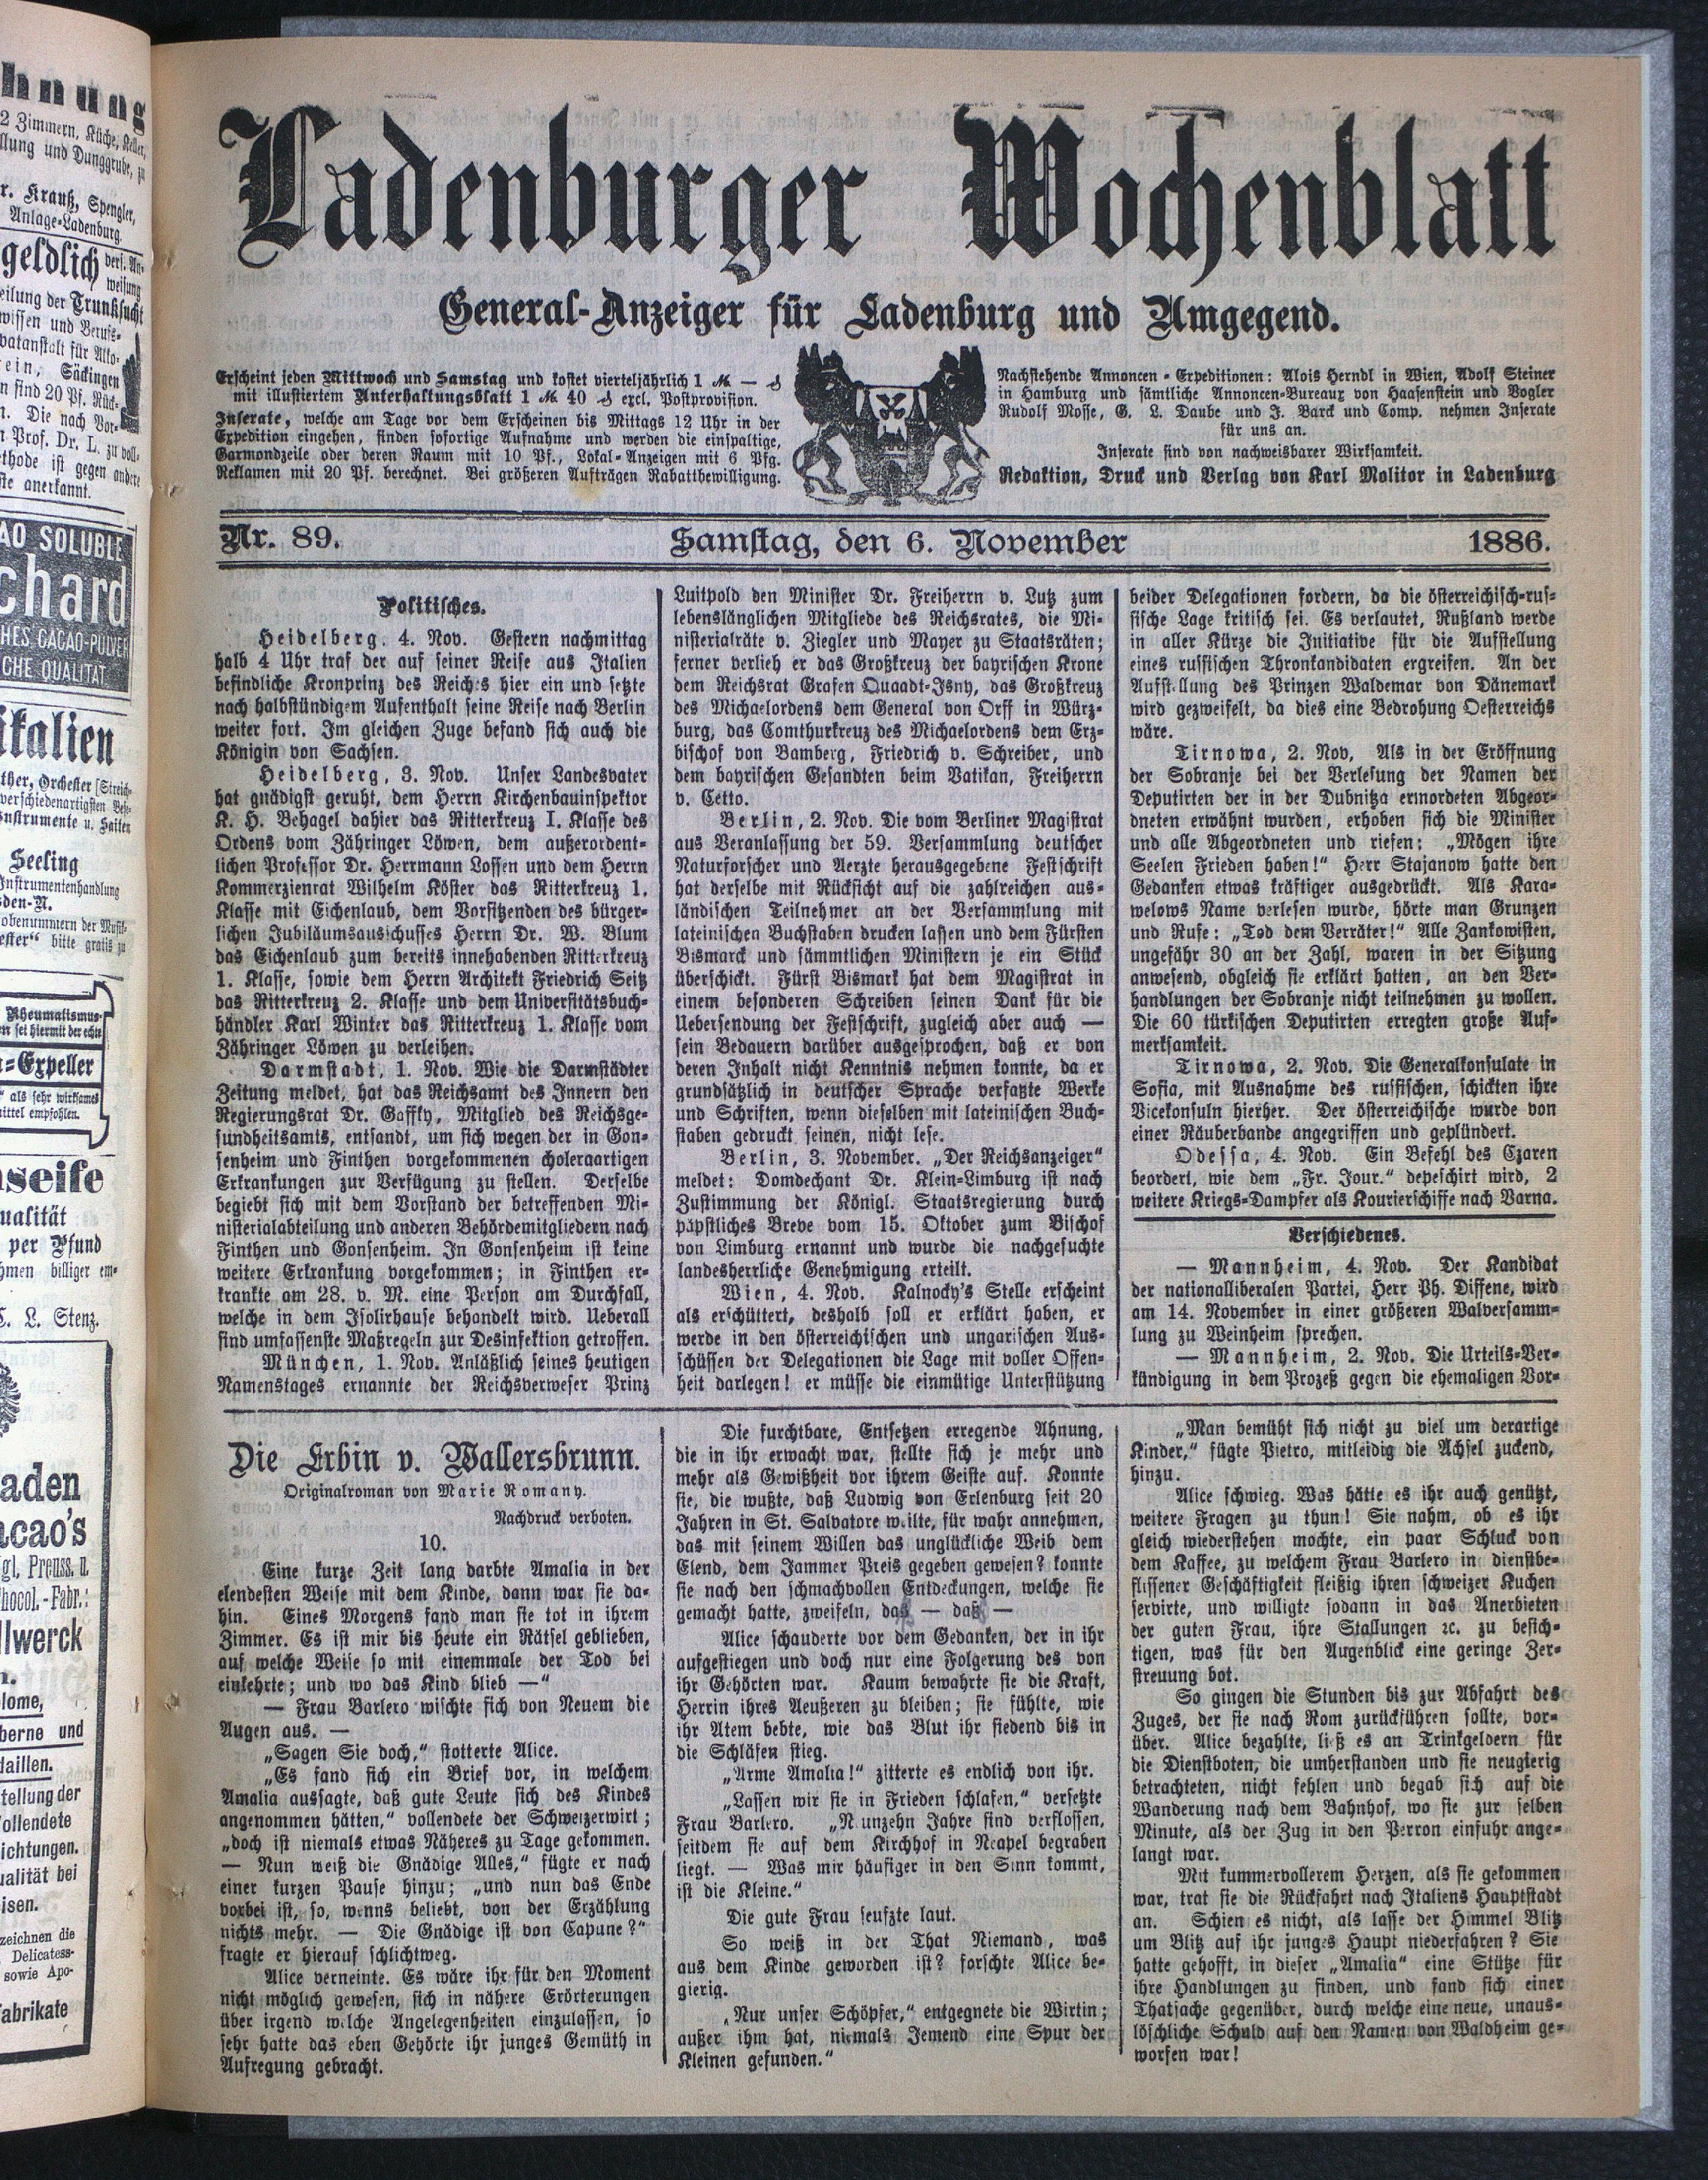 Ladenburger Wochenblatt
General-Anzeiger für Ladenburg und Umgegend.
Erscheint jeden Mittwoch und Samstag und kostet vierteljährlich 1 ℳ — ₰
mit illustriertem Unterhaltungsblatt 1 ℳ 40 ₰ excl. Postprovision.
Inserate, welche am Tage vor dem Erscheinen bis Mittags 12 Uhr in der
Expedition eingehen, finden sofortige Aufnahme und werden die einspaltige,
Garmondzeile oder deren Raum mit 10 Pf., Lokal-Anzeigen mit 6 Pfg.
Reklamen mit 20 Pf. berechnet. Bei größeren Aufträgen Rabattbewilligung.
Nachstehende Annoncen-Expeditionen: Alois Herndl in Wien, Adolf Steiner
in Hamburg und sämtliche Annoncen-Bureaux von Haasenstein und Vogler
Rudolf Mosse, G. L. Daube und J. Barck und Comp. nehmen Inserate
für uns an.
Inserate sind von nachweisbarer Wirksamkeit.
Redaktion, Druck und Verlag von Karl Molitor in Ladenburg
Nr. 89. Samstag, den 6. November 1886.
Politisches.
Heidelberg. 4. Nov. Gestern nachmittag
halb 4 Uhr traf der auf seiner Reise aus Italien
befindliche Kronprinz des Reiches hier ein und setzte
nach halbstündigem Aufenthalt seine Reise nach Berlin
weiter fort. Im gleichen Zuge befand sich auch die
Königin von Sachsen.
Heidelberg, 3. Nov. Unser Landesvater
hat gnädigst geruht, dem Herrn Kirchenbauinspektor
K. H. Behagel dahier das Ritterkreuz I. Klasse des
Ordens vom Zähringer Löwen, dem außerordent-
lichen Professor Dr. Herrmann Lossen und dem Herrn
Kommerzienrat Wilhelm Köster das Ritterkreuz 1.
Klasse mit Eichenlaub, dem Vorsitzenden des bürger-
lichen Jubiläumsausschusses Herrn Dr. W. Blum
das Eichenlaub zum bereits innehabenden Ritterkreuz
1. Klasse, sowie dem Herrn Architekt Friedrich Seitz
das Ritterkreuz 2. Klasse und dem Universitätsbuch-
händler Karl Winter das Ritterkreuz 1. Klasse vom
Zähringer Löwen zu verleihen.
Darmstadt, 1. Nov. Wie die Darmstädter
Zeitung meldet, hat das Reichsamt des Innern den
Regierungsrat Dr. Gaffky, Mitglied des Reichsge-
sundheitsamts, entsandt, um sich wegen der in Gon-
senheim und Finthen vorgekommenen choleraartigen
Erkrankungen zur Verfügung zu stellen. Derselbe
begiebt sich mit dem Vorstand der betreffenden Mi-
nisterialabteilung und anderen Behördemitgliedern nach
Finthen und Gonsenheim. In Gonsenheim ist keine
weitere Erkrankung vorgekommen; in Finthen er-
krankte am 28. v. M. eine Person am Durchfall,
welche in dem Isolirhause behandelt wird. Ueberall
sind umfassenste Maßregeln zur Desinfektion getroffen.
München, 1. Nov. Anläßlich seines heutigen
Namenstages ernannte der Reichsverweser Prinz
Luitpold den Minister Dr. Freiherrn v. Lutz zum
lebenslänglichen Mitgliede des Reichsrates, die Mi-
nisterialräte v. Ziegler und Mayer zu Staatsräten;
ferner verlieh er das Großkreuz der bayrischen Krone
dem Reichsrat Grafen Quaadt-Isny, das Großkreuz
des Michaelordens dem General von Orff in Würz-
burg, das Comthurkreuz des Michaelordens dem Erz-
bischof von Bamberg, Friedrich v. Schreiber, und
dem bayrischen Gesandten beim Vatikan, Freiherrn
v. Cetto.
Berlin, 2. Nov. Die vom Berliner Magistrat
aus Veranlassung der 59. Versammlung deutscher
Naturforscher und Aerzte herausgegebene Festschrift
hat derselbe mit Rücksicht auf die zahlreichen aus-
ländischen Teilnehmer an der Versammlung mit
lateinischen Buchstaben drucken lassen und dem Fürsten
Bismarck und sämmtlichen Ministern je ein Stück
überschickt. Fürst Bismark hat dem Magistrat in
einem besonderen Schreiben seinen Dank für die
Uebersendung der Festschrift, zugleich aber auch —
sein Bedauern darüber ausgesprochen, daß er von
deren Inhalt nicht Kenntnis nehmen konnte, da er
grundsätzlich in deutscher Sprache verfaßte Werke
und Schriften, wenn dieselben mit lateinischen Buch-
staben gedruckt seinen, nicht lese.
Berlin, 3. November. „Der Reichsanzeiger“
meldet: Domdechant Dr. Klein-Limburg ist nach
Zustimmung der Königl. Staatsregierung durch
päpstliches Breve vom 15. Oktober zum Bischof
von Limburg ernannt und wurde die nachgesuchte
landesherrliche Genehmigung erteilt.
Wien, 4. Nov. Kalnocky's Stelle erscheint
als erschüttert, deshalb soll er erklärt haben, er
werde in den österreichischen und ungarischen Aus-
schüssen der Delegationen die Lage mit voller Offen-
heit darlegen! er müsse die einmütige Unterstützung
beider Delegationen fordern, da die österreichisch-rus-
sische Lage kritisch sei. Es verlautet, Rußland werde
in aller Kürze die Initiative für die Aufstellung
eines russischen Thronkandidaten ergreifen. An der
Aufstellung des Prinzen Waldemar von Dänemark
wird gezweifelt, da dies eine Bedrohung Oesterreichs
wäre.
Tirnowa, 2. Nov, Als in der Eröffnung
der Sobranje bei der Verlesung der Namen der
Deputirten der in der Dubnitza ermordeten Abgeor-
dneten erwähnt wurden, erhoben sich die Minister
und alle Abgeordneten und riefen: „Mögen ihre
Seelen Frieden haben!“ Herr Stajanow hatte den
Gedanken etwas kräftiger ausgedrückt. Als Kara-
welows Name verlesen wurde, hörte man Grunzen
und Rufe: „Tod dem Verräter!“ Alle Zankowisten,
ungefähr 30 an der Zahl, waren in der Sitzung
anwesend, obgleich sie erklärt hatten, an den Ver-
handlungen der Sobranje nicht teilnehmen zu wollen.
Die 60 türkischen Deputirten erregten große Auf-
merksamkeit.
Tirnowa, 2. Nov. Die Generalkonsulate in
Sofia, mit Ausnahme des russischen, schickten ihre
Vicekonsuln hierher. Der österreichische wurde von
einer Räuberbande angegriffen und geplündert.
Odessa, 4. Nov. Ein Befehl des Czaren
beordert, wie dem „Fr. Jour.“ depeschirt wird, 2
weitere Kriegs-Dampfer als Kourierschiffe nach Varna.
Verschiedenes.
— Mannheim, 4. Nov. Der Kandidat
der nationalliberalen Partei, Herr Ph. Diffene, wird
am 14. November in einer größeren Walversamm-
lung zu Weinheim sprechen.
— Mannheim, 2. Nov. Die Urteils-Ver-
kündigung in dem Prozeß gegen die ehemaligen Vor-
Die Erbin v. Wallersbrunn.
Originalroman von Marie Romany.
Nachdruck verboten.
10.
Eine kurze Zeit lang darbte Amalia in der
elendesten Weise mit dem Kinde, dann war sie da-
hin. Eines Morgens fand man sie tot in ihrem
Zimmer. Es ist mir bis heute ein Rätsel geblieben,
auf welche Weise so mit einemmale der Tod bei
einkehrte; und wo das Kind blieb —“
— Frau Barlero wischte sich von Neuem die
Augen aus. —
„Sagen Sie doch,“ stotterte Alice.
„Es fand sich ein Brief vor, in welchem
Amalia aussagte, daß gute Leute sich des Kindes
angenommen hätten,“ vollendete der Schweizerwirt;
„doch ist niemals etwas Näheres zu Tage gekommen.
— Nun weiß die Gnädige Alles,“ fügte er nach
einer kurzen Pause hinzu; „und nun das Ende
vorbei ist, so, wenns beliebt, von der Erzählung
nichts mehr. — Die Gnädige ist von Capune?“
fragte er hierauf schlichtweg.
Alice verneinte. Es wäre ihr für den Moment
nicht möglich gewesen, sich in nähere Erörterungen
über irgend welche Angelegenheiten einzulassen, so
sehr hatte das eben Gehörte ihr junges Gemüth in
Aufregung gebracht.
Die furchtbare, Entsetzen erregende Ahnung,
die in ihr erwacht war, stellte sich je mehr und
mehr als Gewißheit vor ihrem Geiste auf. Konnte
sie, die wußte, daß Ludwig von Erlenburg seit 20
Jahren in St. Salvatore weilte, für wahr annehmen,
das mit seinem Willen das unglückliche Weib dem
Elend, dem Jammer Preis gegeben gewesen? konnte
sie nach den schmachvollen Entdeckungen, welche sie
gemacht hatte, zweifeln, das — daß —
Alice schauderte vor dem Gedanken, der in ihr
aufgestiegen und doch nur eine Folgerung des von
ihr Gehörten war. Kaum bewahrte sie die Kraft,
Herrin ihres Aeußeren zu bleiben; sie fühlte, wie
ihr Atem bebte, wie das Blut ihr siedend bis in
die Schläfen stieg.
„Arme Amalia!“ zitterte es endlich von ihr.
„Lassen wir sie in Frieden schlafen,“ versetzte
Frau Barlero. „Neunzehn Jahre sind verflossen,
seitdem sie auf dem Kirchhof in Neapel begraben
liegt. — Was mir häufiger in den Sinn kommt,
ist die Kleine.“
Die gute Frau seufzte laut.
So weiß in der That Niemand, was
aus dem Kinde geworden ist? forschte Alice be-
gierig.
„Nur unser Schöpfer,“ entgegnete die Wirtin;
außer ihm hat, niemals Jemend eine Spur der
Kleinen gefunden.“
„Man bemüht sich nicht zu viel um derartige
Kinder,“ fügte Pietro, mitleidig die Achsel zuckend,
hinzu.
Alice schwieg. Was hätte es ihr auch genützt,
weitere Fragen zu thun! Sie nahm, ob es ihr
gleich wiederstehen mochte, ein paar Schluck von
dem Kaffee, zu welchem Frau Barlero in dienstbe-
flissener Geschäftigkeit fleißig ihren schweizer Kuchen
servirte, und willigte sodann in das Anerbieten
der guten Frau, ihre Stallungen ꝛc. zu besich-
tigen, was für den Augenblick eine geringe Zer-
streuung bot.
So gingen die Stunden bis zur Abfahrt des
Zuges, der sie nach Rom zurückführen sollte, vor-
über. Alice bezahlte, ließ es an Trinkgeldern für
die Dienstboten, die umherstanden und sie neugierig
betrachteten, nicht fehlen und begab sich auf die
Wanderung nach dem Bahnhof, wo sie zur selben
Minute, als der Zug in den Perron einfuhr ange-
langt war.
Mit kummervollerem Herzen, als sie gekommen
war, trat sie die Rückfahrt nach Italiens Hauptstadt
an. Schien es nicht, als lasse der Himmel Blitz
um Blitz auf ihr junges Haupt niederfahren? Sie
hatte gehofft, in dieser „Amalia“ eine Stütze für
ihre Handlungen zu finden, und fand sich einer
Thatsache gegenüber, durch welche eine neue, unaus-
löschliche Schuld auf den Namen von Waldheim ge-
worfen war!